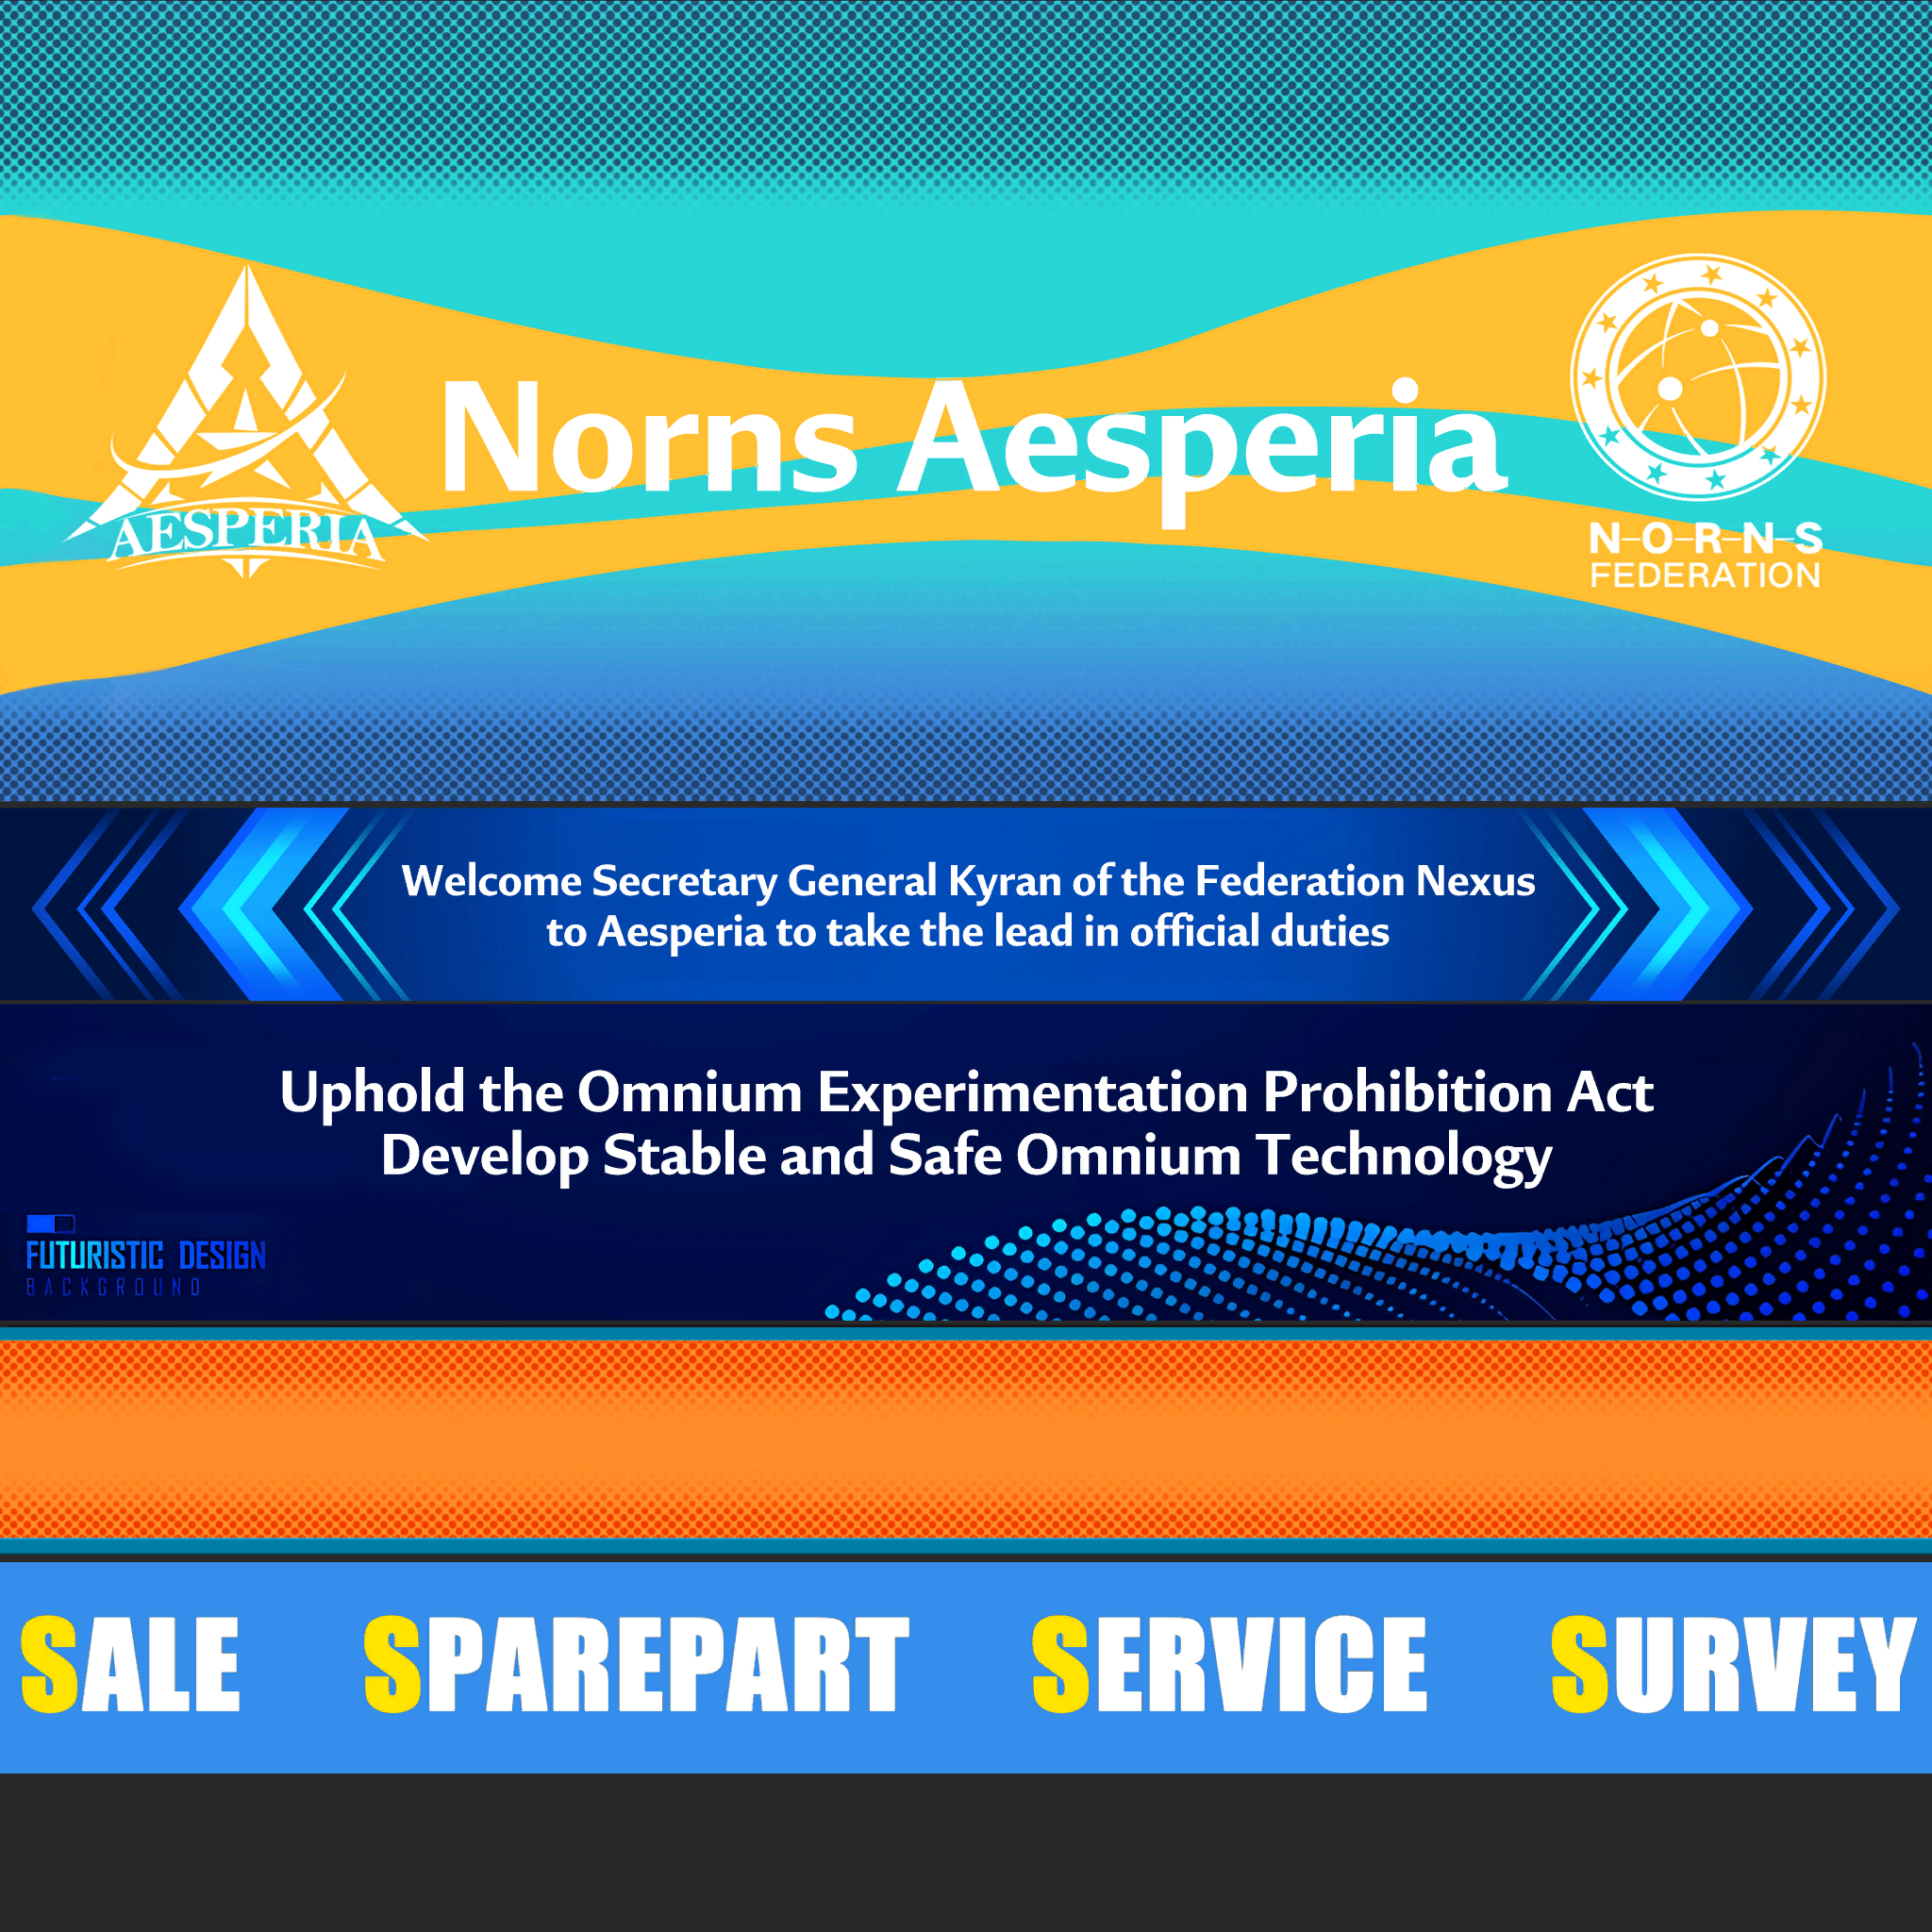 Norns Aesperia
AESPERIA
N-O-R-N-S
FEDERATION
Welcome Secretary General Kyran of the Federation Nexus
to Aesperia to take the lead in official duties
Uphold the Omnium Experimentation Prohibition Act
Develop Stable and Safe Omnium Technology
FUTURISTIC DESIGN
BACKGROUND
SALE SPAREPART SERVICE SURVEY